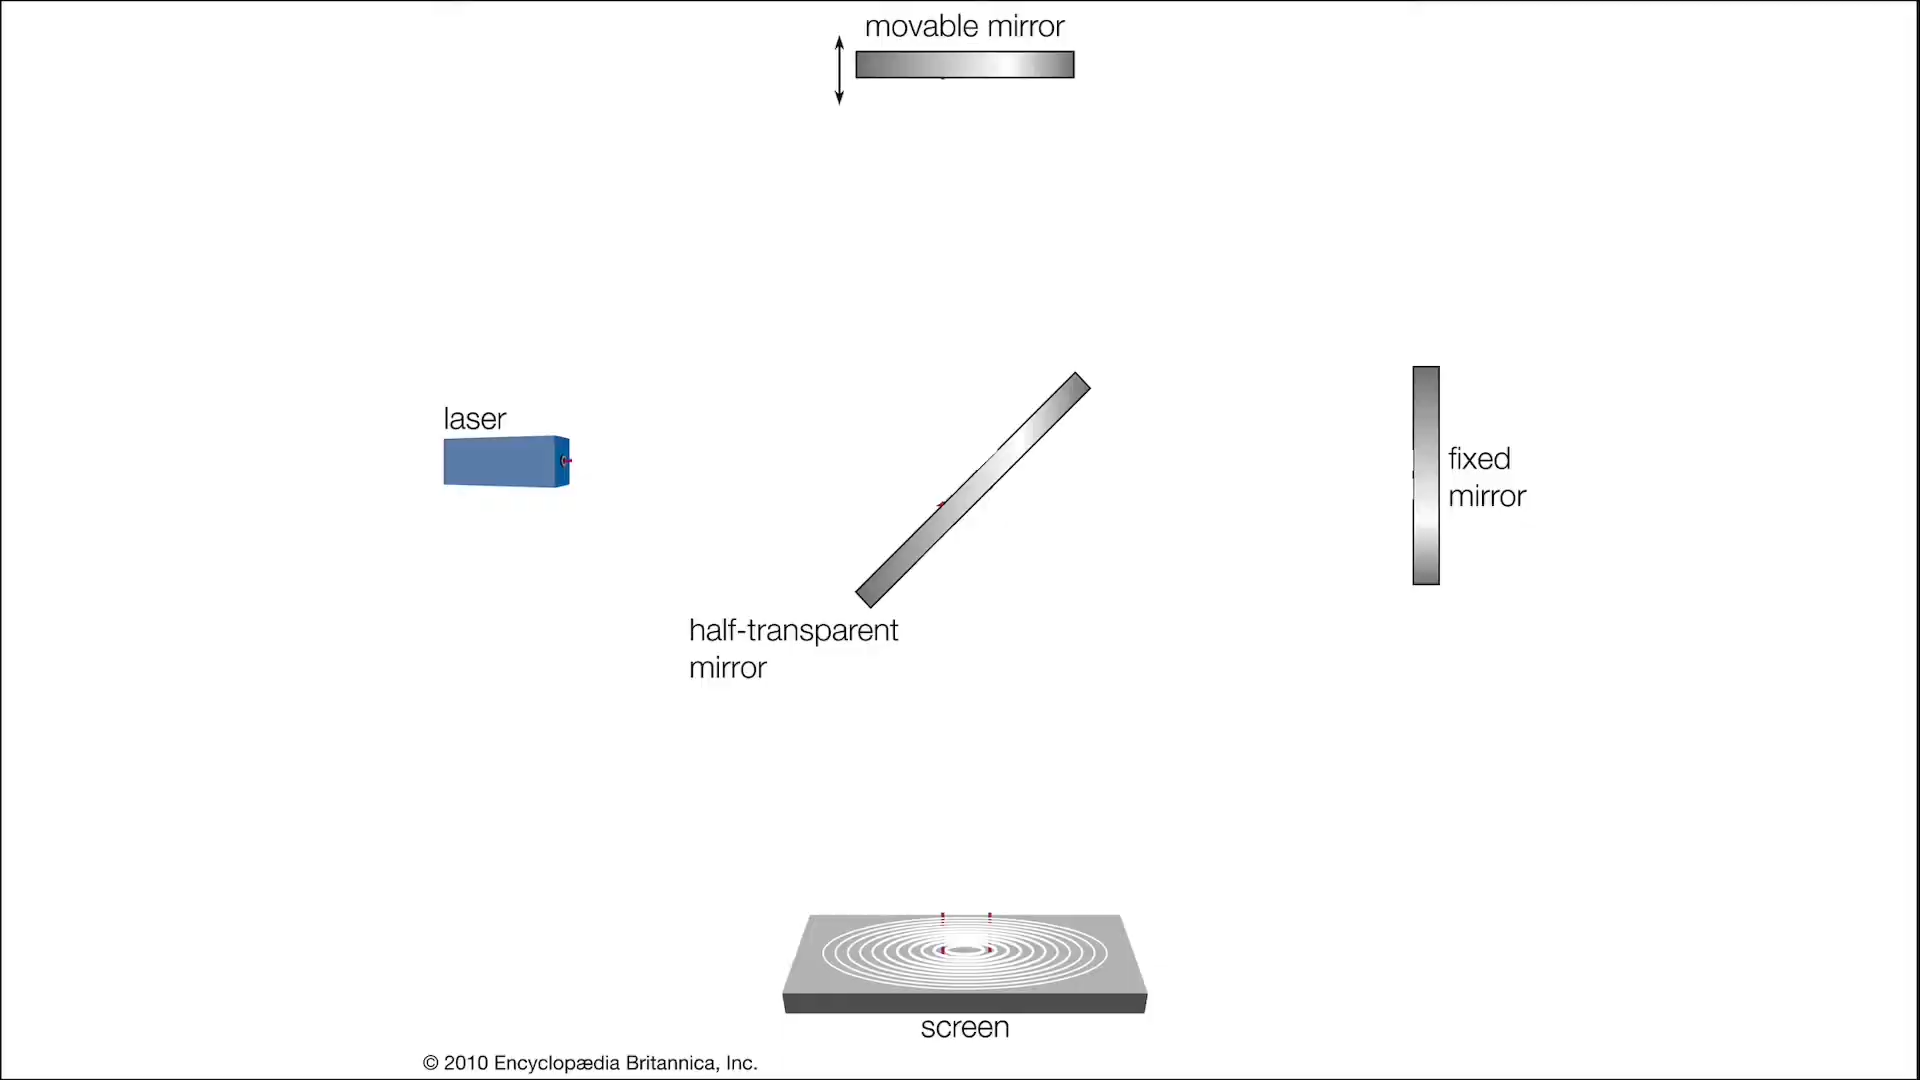 movable mirror
laser
fixed
mirror
half-transparent
mirror
screen
© 2010 Encyclopædia Britannica, Inc.